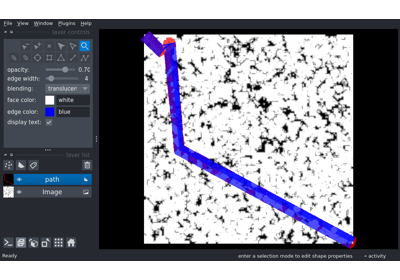 File View Window Plugins Help
layer controls
opacity: 0.70
edge width: 4
blending: translucen
face color: white
edge color: blue
display text:
layer list
path
Image
Ready enter a selection mode to edit shape properties activity